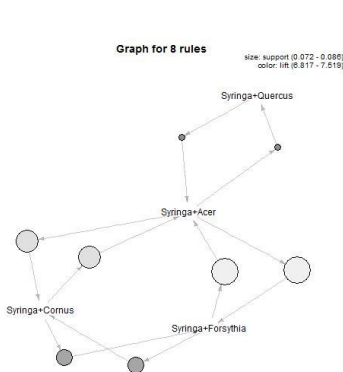 Graph for 8 rules
size: support (0.072 - 0.086)
color: lift (6.817 - 7.519)
Syringa+Quercus
Syringa+Acer
Syringa+Cornus
Syringa+Forsythia